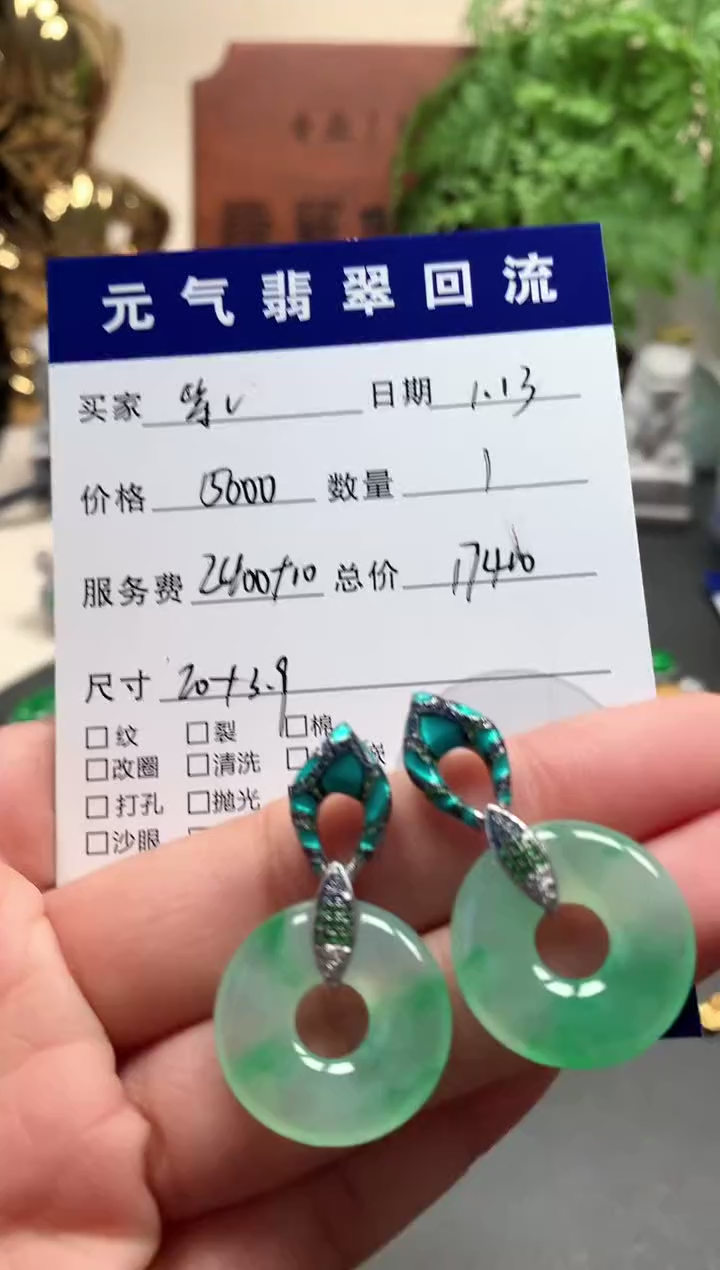 元气翡翠回流
买家 日期 1.13
价格 15000 数量 1
服务费 2400+10 总价 17410
尺寸 20+3.9
□纹 □裂 □棉
□改圈 □清洗 □
□打孔 □抛光
□沙眼